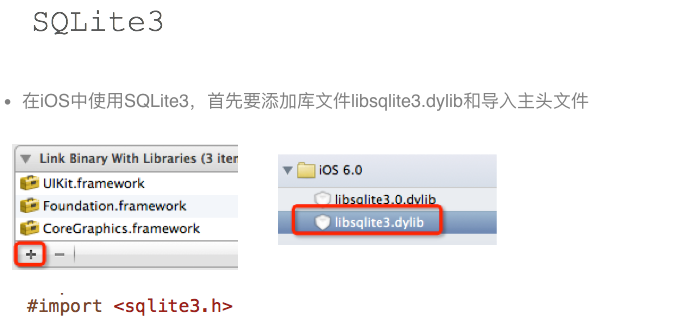 SQLite3
在iOS中使用SQLite3，首先要添加库文件libsqlite3.dylib和导入主头文件
Link Binary With Libraries (3 iten
UIKit.framework
Foundation.framework
CoreGraphics.framework
+ −
iOS 6.0
libsqlite3.0.dylib
libsqlite3.dylib
#import <sqlite3.h>